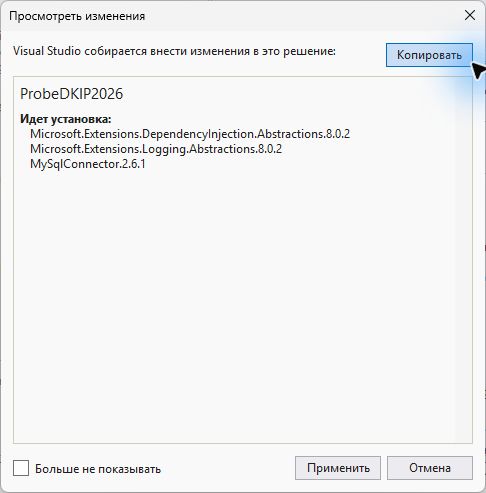 Просмотреть изменения
Visual Studio собирается внести изменения в это решение:
Копировать
ProbeDKIP2026
Идет установка:
Microsoft.Extensions.DependencyInjection.Abstractions.8.0.2
Microsoft.Extensions.Logging.Abstractions.8.0.2
MySqlConnector.2.6.1
Больше не показывать
Применить
Отмена